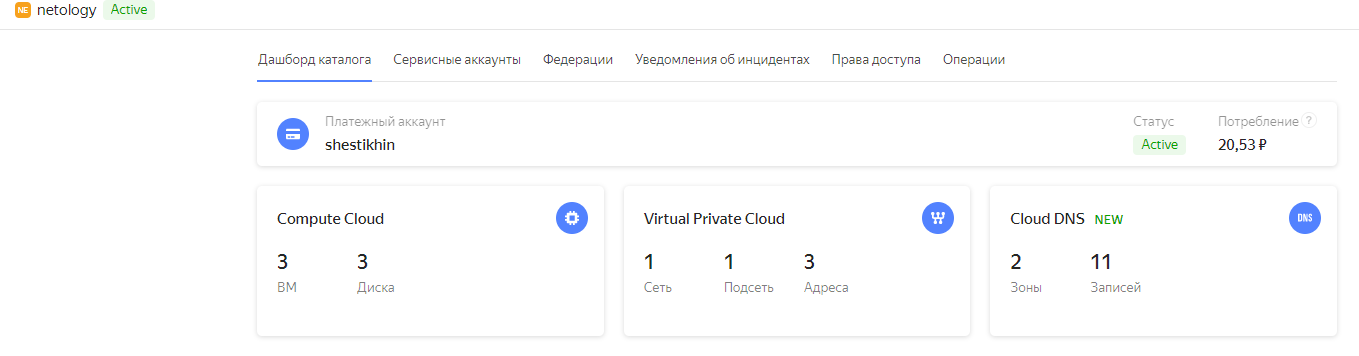 NE netology Active
Дашборд каталога Сервисные аккаунты Федерации Уведомления об инцидентах Права доступа Операции
Платежный аккаунт Статус Потребление ?
shestikhin Active 20,53 ₽
Compute Cloud
3 3
ВМ Диска
Virtual Private Cloud
1 1 3
Сеть Подсеть Адреса
Cloud DNS NEW DNS
2 11
Зоны Записей